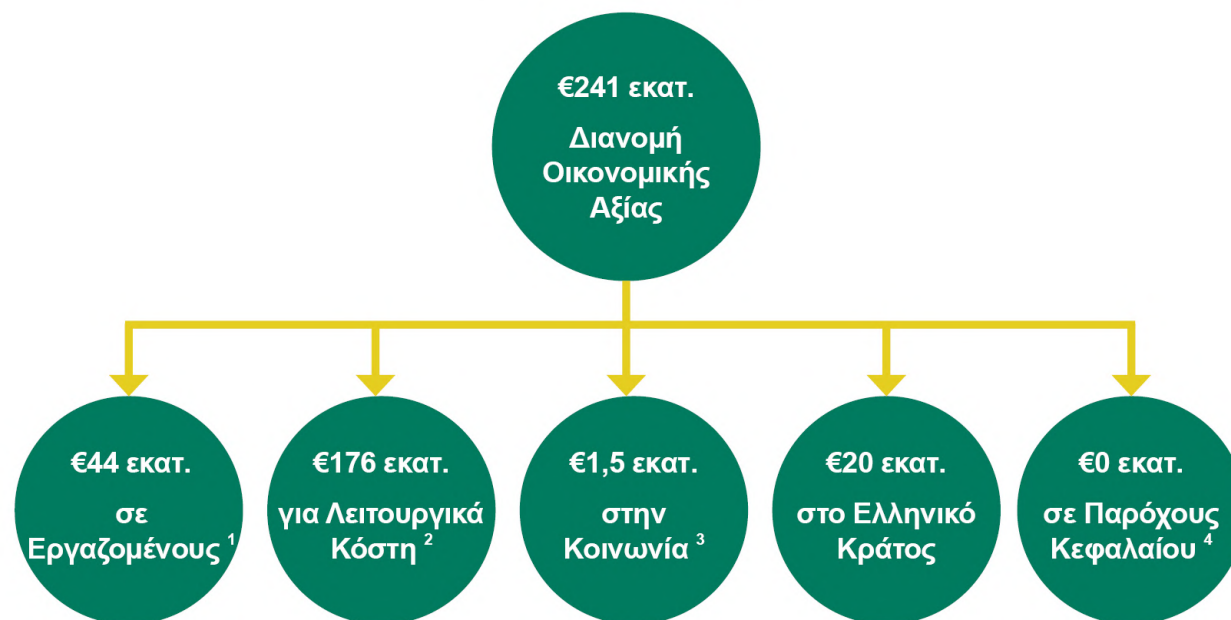 €241 εκατ.
Διανομή
Οικονομικής
Αξίας
€44 εκατ.
σε
Εργαζομένους 1
€176 εκατ.
για Λειτουργικά
Κόστη 2
€1,5 εκατ.
στην
Κοινωνία 3
€20 εκατ.
στο Ελληνικό
Κράτος
€0 εκατ.
σε Παρόχους
Κεφαλαίου 4